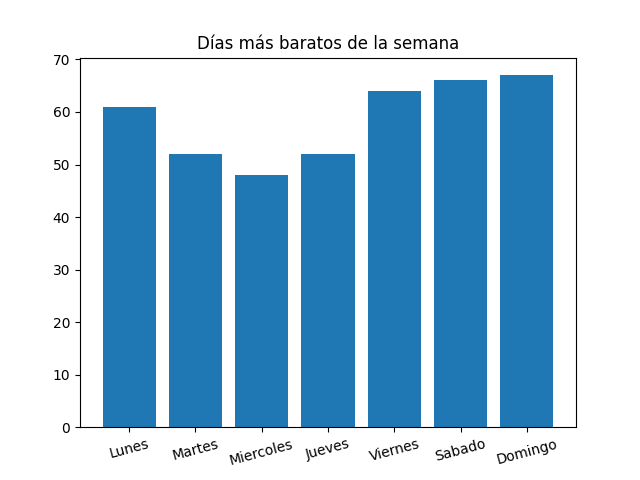 Días más baratos de la semana
70
60
50
40
30
20
10
0
Lunes
Martes
Miercoles
Jueves
Viernes
Sabado
Domingo